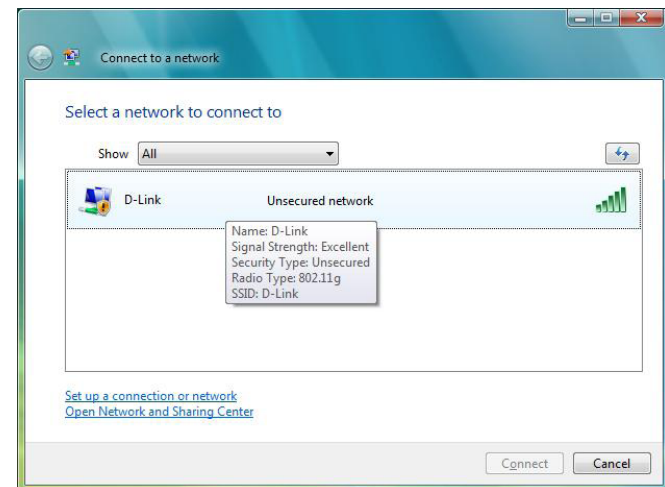 Connect to a network
Select a network to connect to
Show All
D-Link Unsecured network
Name: D-Link
Signal Strength: Excellent
Security Type: Unsecured
Radio Type: 802.11g
SSID: D-Link
Set up a connection or network
Open Network and Sharing Center
Connect Cancel